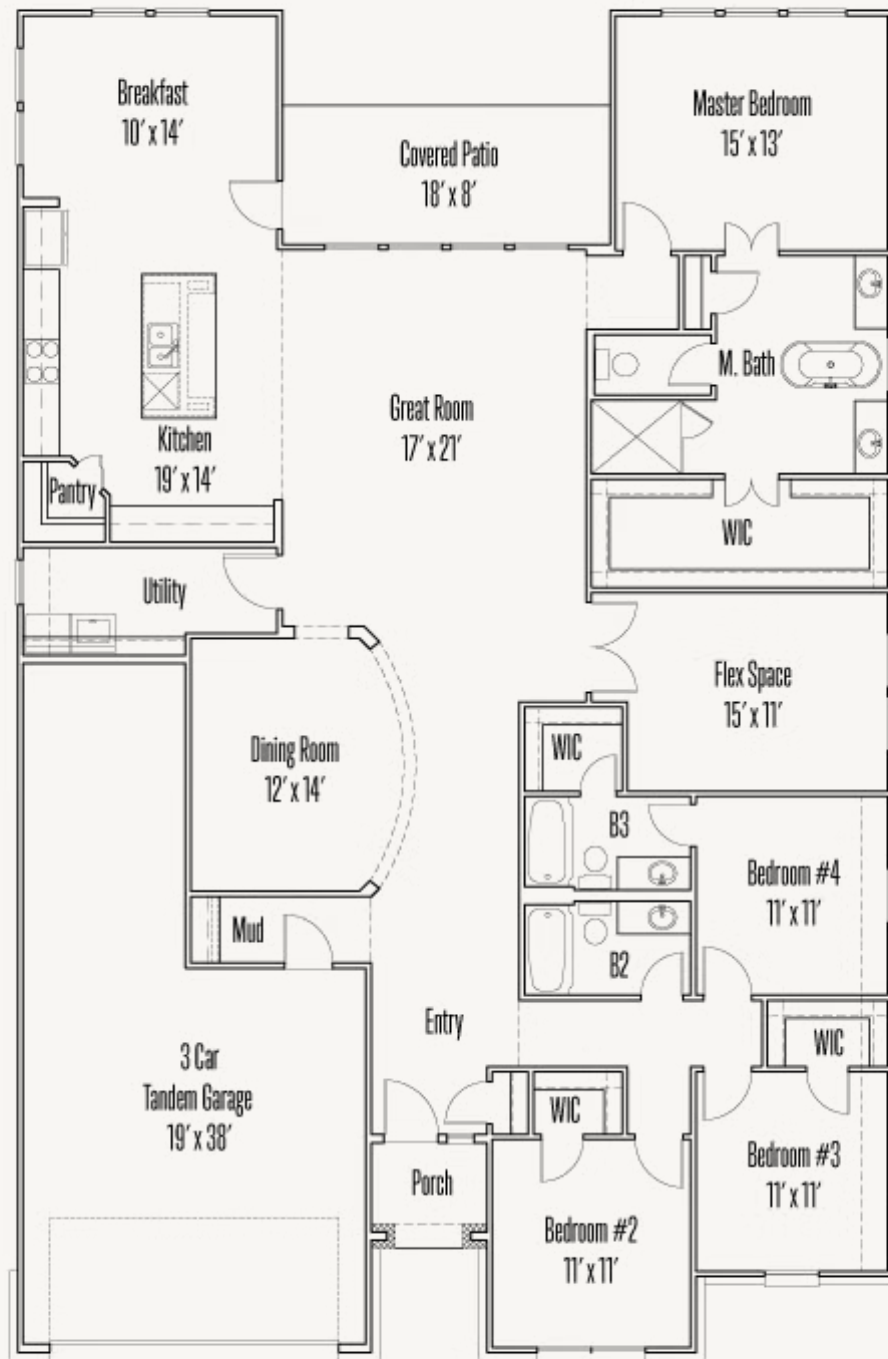 Breakfast
10' x 14'
Master Bedroom
15' x 13'
Covered Patio
18' x 8'
M. Bath
Great Room
17' x 21'
Kitchen
19' x 14'
Pantry
WIC
Utility
Flex Space
15' x 11'
WIC
Dining Room
12' x 14'
B3
Bedroom #4
11' x 11'
Mud
B2
Entry
WIC
3 Car
Tandem Garage
19' x 38'
WIC
Bedroom #3
11' x 11'
Porch
Bedroom #2
11' x 11'